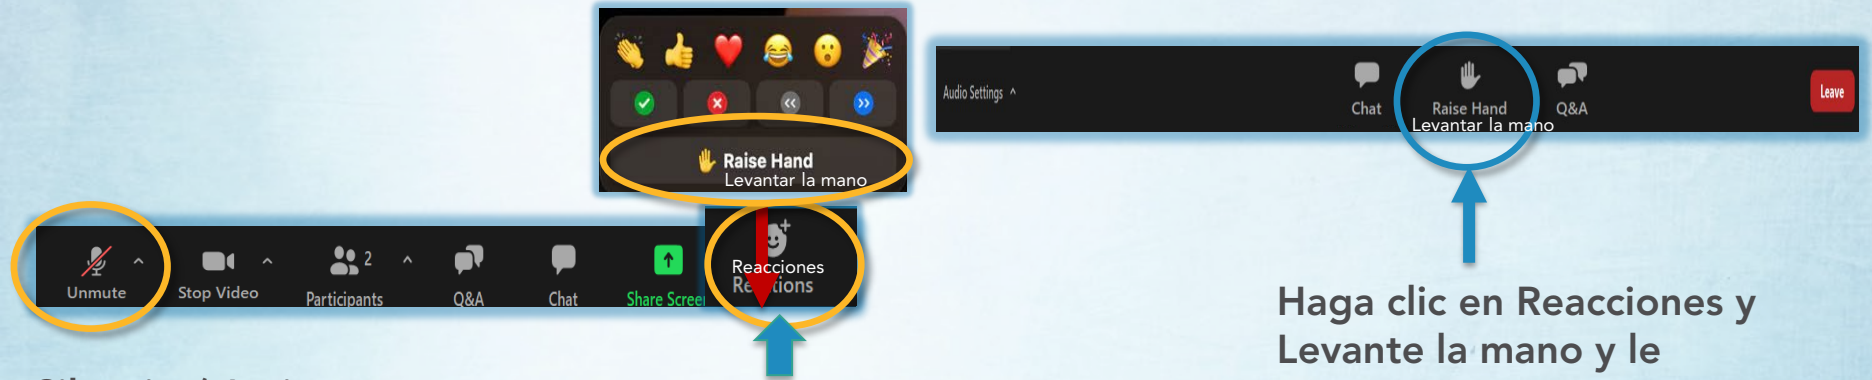 Raise Hand
Levantar la mano
Audio Settings
Chat
Raise Hand
Levantar la mano
Q&A
Leave
Unmute
Stop Video
2
Participants
Q&A
Chat
Share Screen
Reacciones
Reactions
Haga clic en Reacciones y
Levante la mano y le